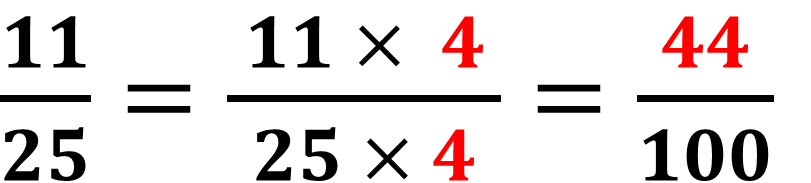 11/25 = (11 × 4)/(25 × 4) = 44/100